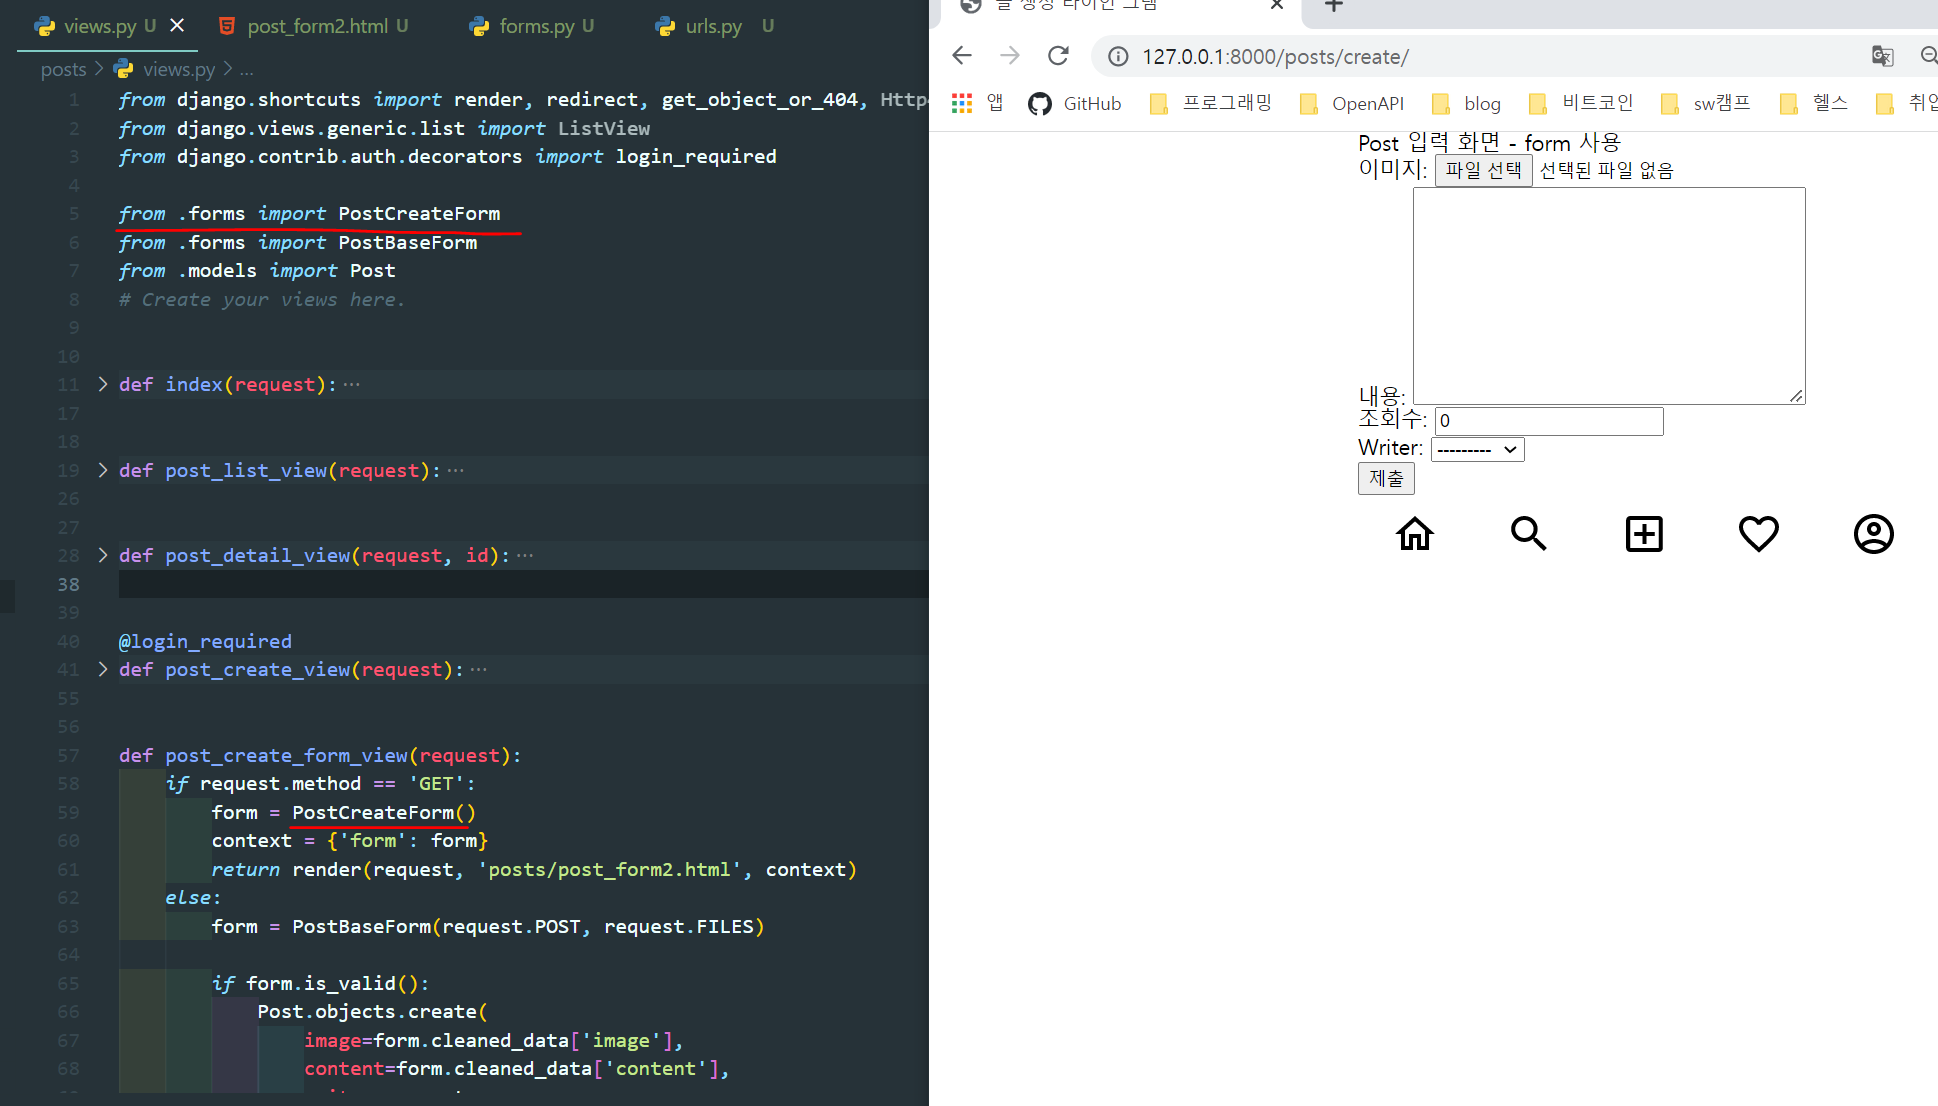 views.py U
post_form2.html U
forms.py U
urls.py U
posts > views.py > ...
1 from django.shortcuts import render, redirect, get_object_or_404,
2 from django.views.generic.list import ListView
3 from django.contrib.auth.decorators import login_required
4
5 from .forms import PostCreateForm
6 from .forms import PostBaseForm
7 from .models import Post
8 # Create your views here.
9
10
11 def index(request): ...
17
18
19 def post_list_view(request): ...
26
27
28 def post_detail_view(request, id): ...
38
39
40 @login_required
41 def post_create_view(request): ...
55
56
57 def post_create_form_view(request):
58 if request.method == 'GET':
59 form = PostCreateForm()
60 context = {'form': form}
61 return render(request, 'posts/post_form2.html', context)
62 else:
63 form = PostBaseForm(request.POST, request.FILES)
64
65 if form.is_valid():
66 Post.objects.create(
67 image=form.cleaned_data['image'],
68 content=form.cleaned_data['content'],
127.0.0.1:8000/posts/create/
앱 GitHub 프로그래밍 OpenAPI blog 비트코인 sw캠프 헬스
Post 입력 화면 - form 사용
이미지: 파일 선택 선택된 파일 없음
내용:
조회수: 0
Writer: ---------
제출